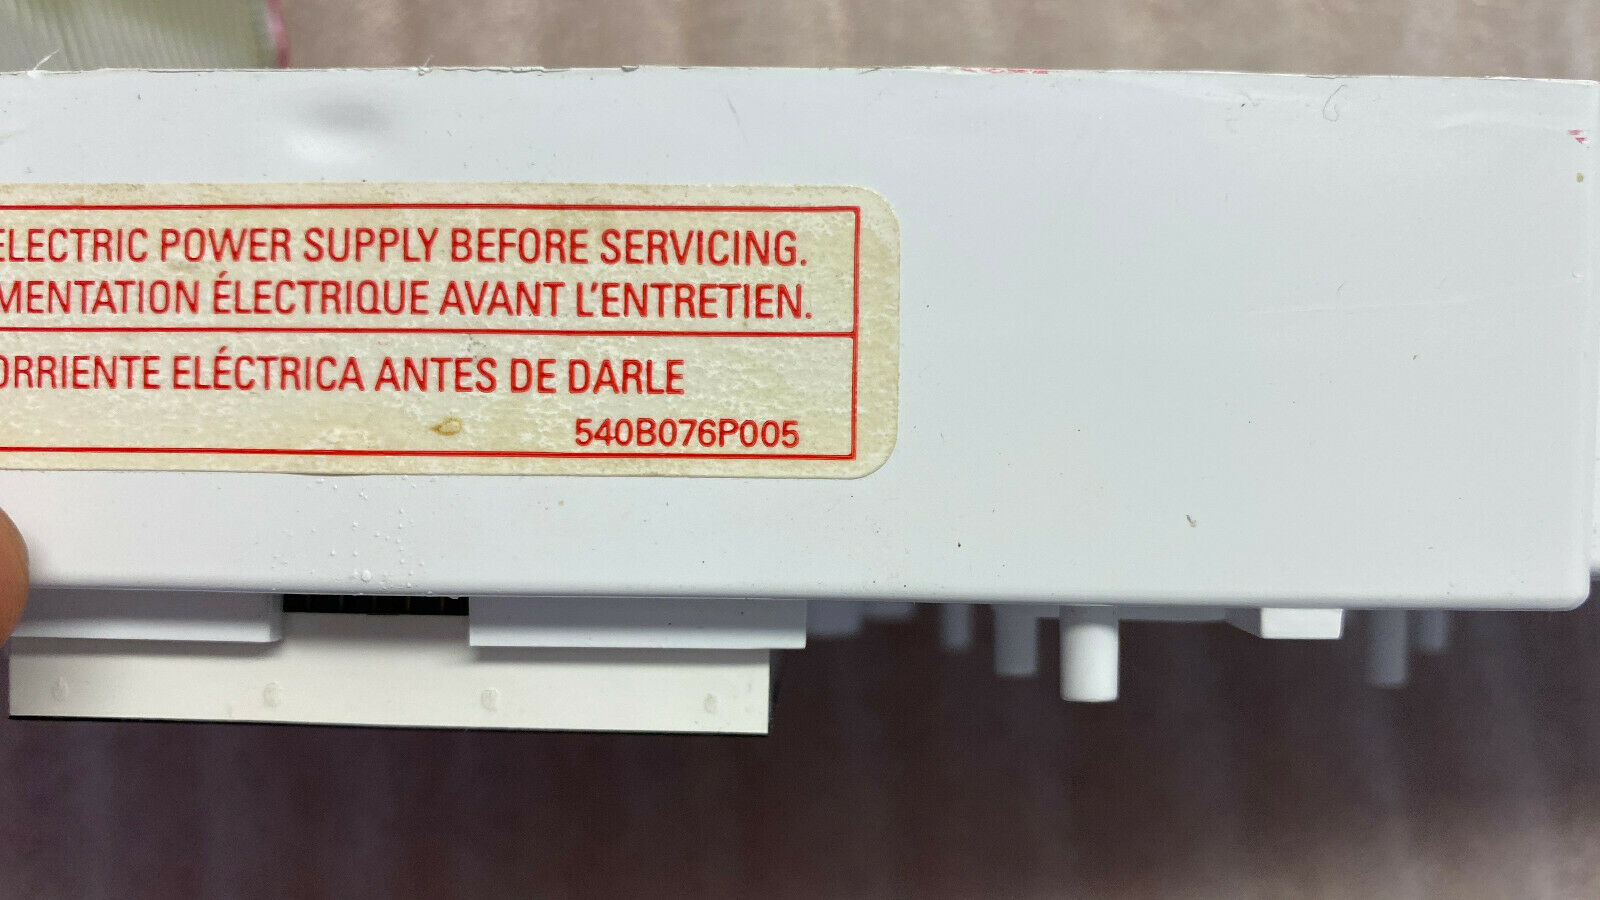 ELECTRIC POWER SUPPLY BEFORE SERVICING.
MENTATION ÉLECTRIQUE AVANT L'ENTRETIEN.
ORRIENTE ELÉCTRICA ANTES DE DARLE
540B076P005